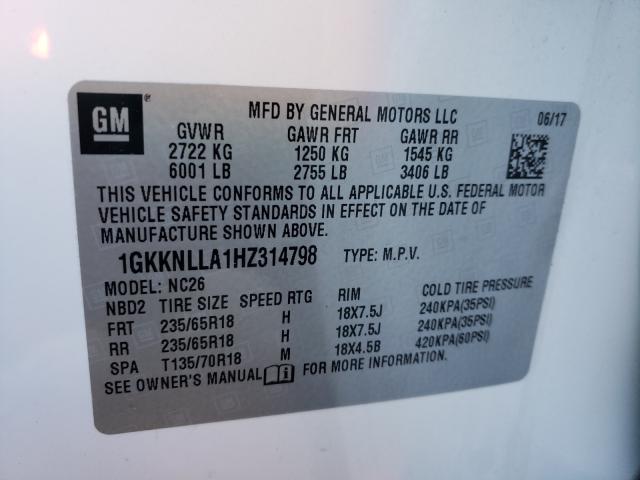 GM
MFD BY GENERAL MOTORS LLC 06/17
GVWR GAWR FRT GAWR RR
2722 KG 1250 KG 1545 KG
6001 LB 2755 LB 3406 LB
THIS VEHICLE CONFORMS TO ALL APPLICABLE U.S. FEDERAL MOTOR
VEHICLE SAFETY STANDARDS IN EFFECT ON THE DATE OF
MANUFACTURE SHOWN ABOVE.
1GKKNLLA1HZ314798 TYPE: M.P.V.
MODEL: NC26
NBD2 TIRE SIZE SPEED RTG RIM COLD TIRE PRESSURE
FRT 235/65R18 H 18X7.5J 240KPA(35PSI)
RR 235/65R18 H 18X7.5J 240KPA(35PSI)
SPA T135/70R18 M 18X4.5B 420KPA(60PSI)
SEE OWNER'S MANUAL FOR MORE INFORMATION.